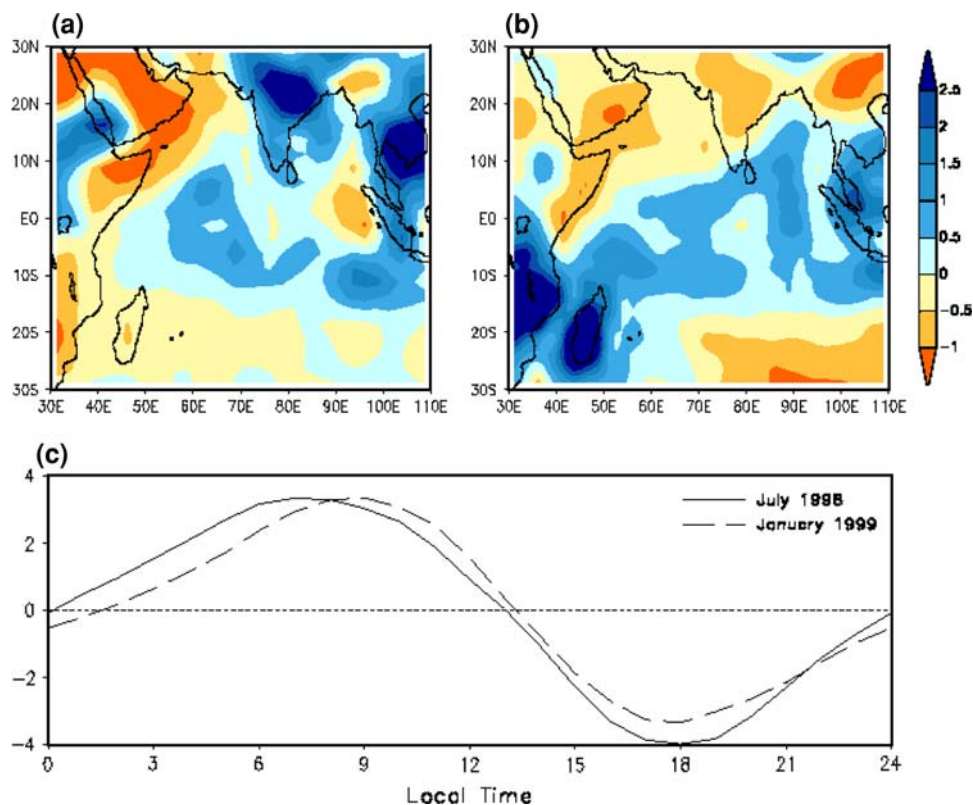 (a)
(b)
30N
20N
10N
EQ
10S
20S
30S
30E 40E 50E 60E 70E 80E 90E 100E 110E
30N
20N
10N
EQ
10S
20S
30S
30E 40E 50E 60E 70E 80E 90E 100E 110E
2.5
2
1.5
1
0.5
0
-0.5
-1
(c)
4
2
0
-2
-4
July 1998
January 1999
0 3 6 9 12 15 18 21 24
Local Time